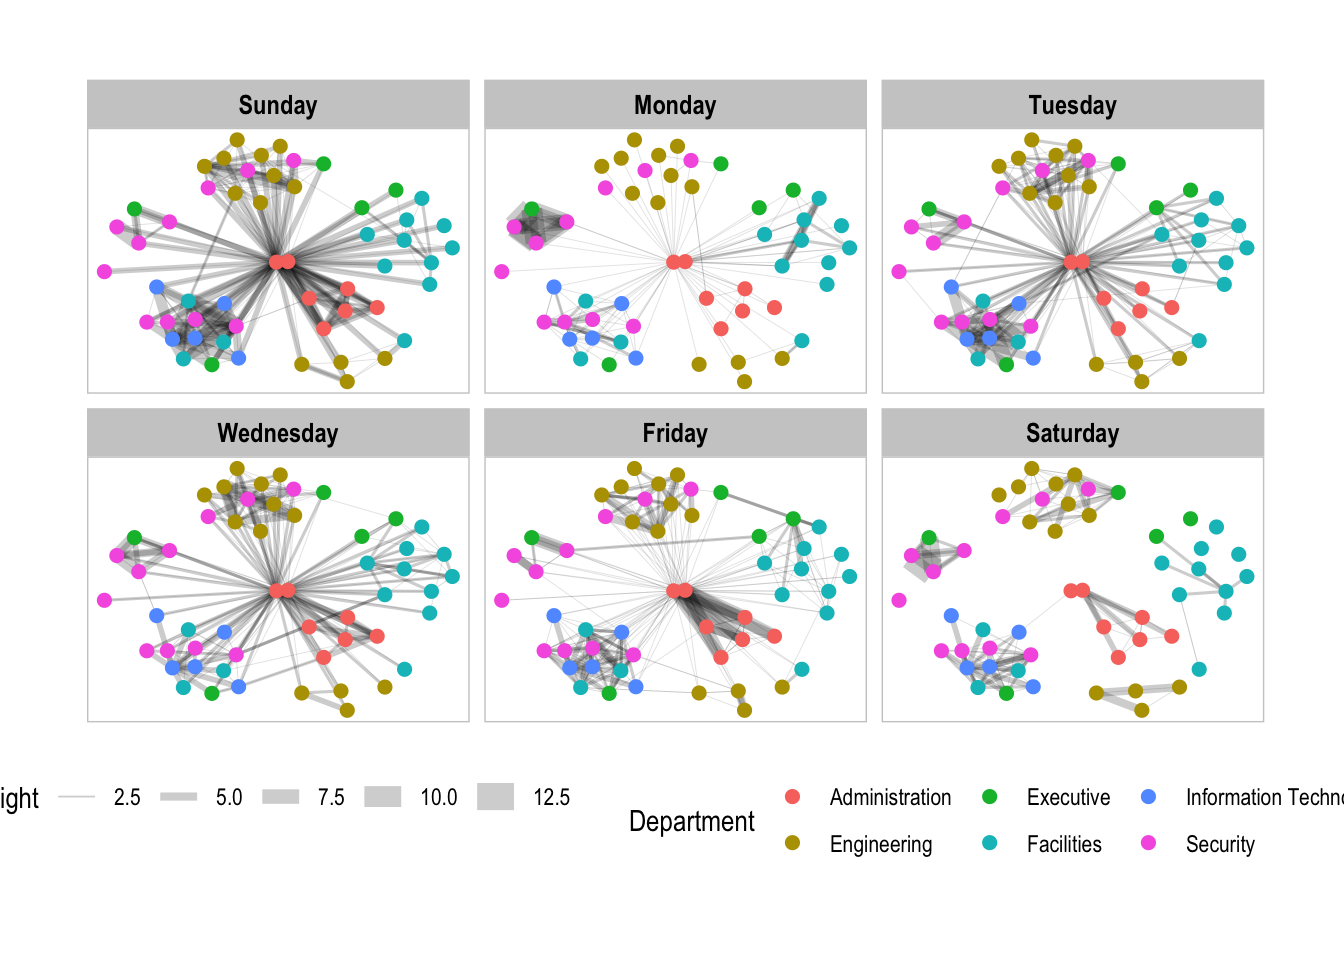 Sunday
Monday
Tuesday
Wednesday
Friday
Saturday
ight 2.5 5.0 7.5 10.0 12.5
Department
Administration Executive Information Techno
Engineering Facilities Security